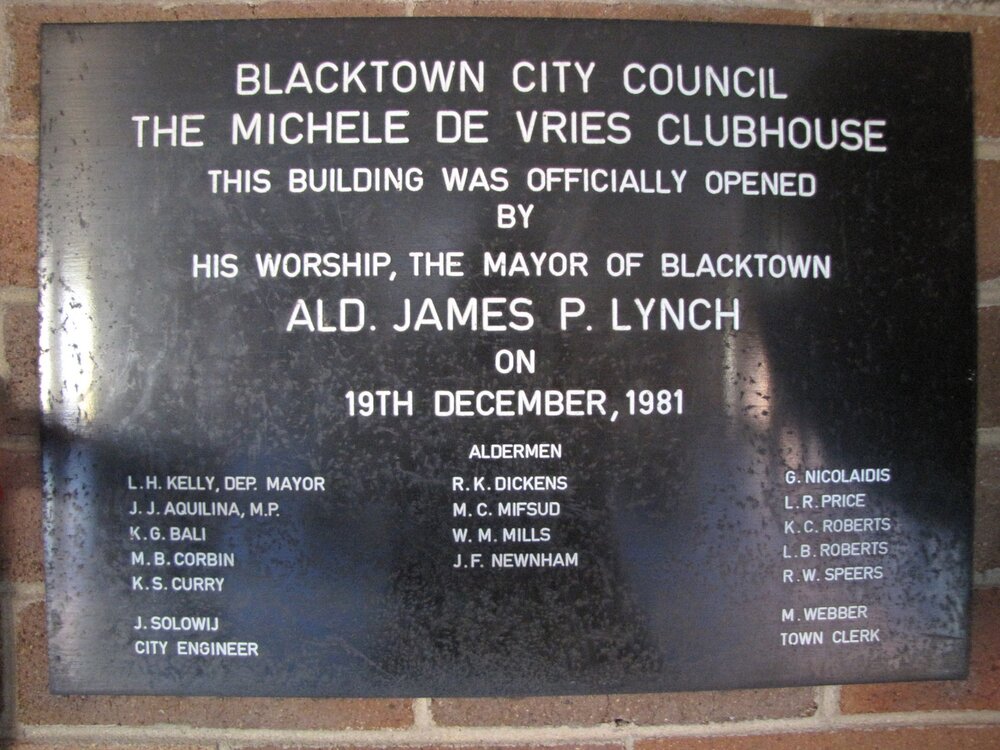 BLACKTOWN CITY COUNCIL
THE MICHELE DE VRIES CLUBHOUSE
THIS BUILDING WAS OFFICIALLY OPENED
BY
HIS WORSHIP, THE MAYOR OF BLACKTOWN
ALD. JAMES P. LYNCH
ON
19TH DECEMBER, 1981
ALDERMEN
L. H. KELLY, DEP. MAYOR
J. J. AQUILINA, M.P.
K. G. BALI
M. B. CORBIN
K. S. CURRY
R. K. DICKENS
M. C. MIFSUD
W. M. MILLS
J. F. NEWNHAM
G. NICOLAIDIS
L. R. PRICE
K. C. ROBERTS
L. B. ROBERTS
R. W. SPEERS
J. SOLOWIJ
CITY ENGINEER
M. WEBBER
TOWN CLERK